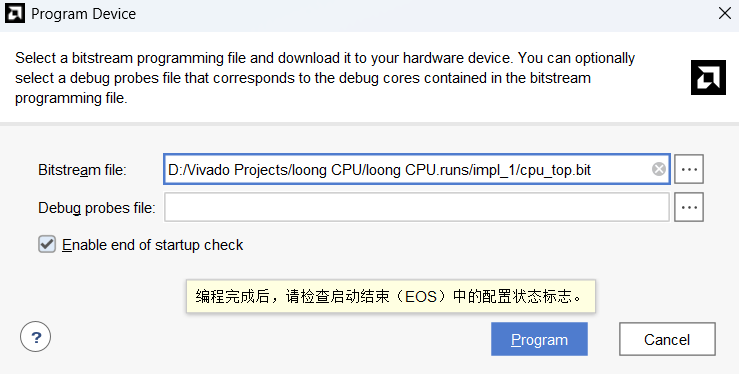 Program Device
Select a bitstream programming file and download it to your hardware device. You can optionally
select a debug probes file that corresponds to the debug cores contained in the bitstream
programming file.
Bitstream file: D:/Vivado Projects/loong CPU/loong CPU.runs/impl_1/cpu_top.bit ...
Debug probes file: ...
Enable end of startup check
编程完成后，请检查启动结束（EOS）中的配置状态标志。
? Program Cancel